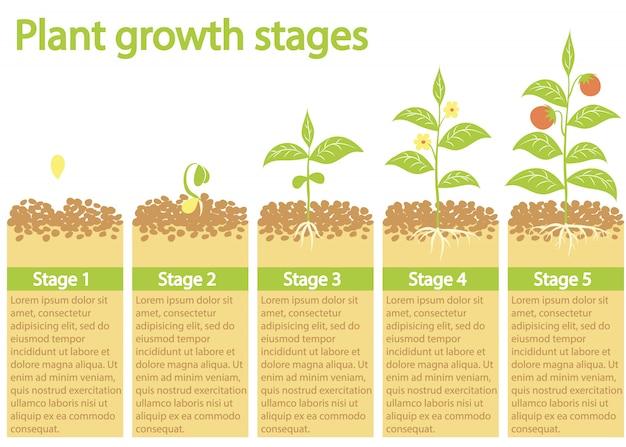 Plant growth stages
Stage 1
Lorem ipsum dolor sit
amet, consectetur
adipisicing elit, sed do
eiusmod tempor
incididunt ut labore et
dolore magna aliqua. Ut
enim ad minim veniam,
quis nostrud exercitation
ullamco laboris nisi ut
aliquip ex ea commodo
consequat.
Stage 2
Lorem ipsum dolor sit
amet, consectetur
adipisicing elit, sed do
eiusmod tempor
incididunt ut labore et
dolore magna aliqua. Ut
enim ad minim veniam,
quis nostrud exercitation
ullamco laboris nisi ut
aliquip ex ea commodo
consequat.
Stage 3
Lorem ipsum dolor sit
amet, consectetur
adipisicing elit, sed do
eiusmod tempor
incididunt ut labore et
dolore magna aliqua. Ut
enim ad minim veniam,
quis nostrud exercitation
ullamco laboris nisi ut
aliquip ex ea commodo
consequat.
Stage 4
Lorem ipsum dolor sit
amet, consectetur
adipisicing elit, sed do
eiusmod tempor
incididunt ut labore et
dolore magna aliqua. Ut
enim ad minim veniam,
quis nostrud exercitation
ullamco laboris nisi ut
aliquip ex ea commodo
consequat.
Stage 5
Lorem ipsum dolor sit
amet, consectetur
adipisicing elit, sed do
eiusmod tempor
incididunt ut labore et
dolore magna aliqua. Ut
enim ad minim veniam,
quis nostrud exercitation
ullamco laboris nisi ut
aliquip ex ea commodo
consequat.